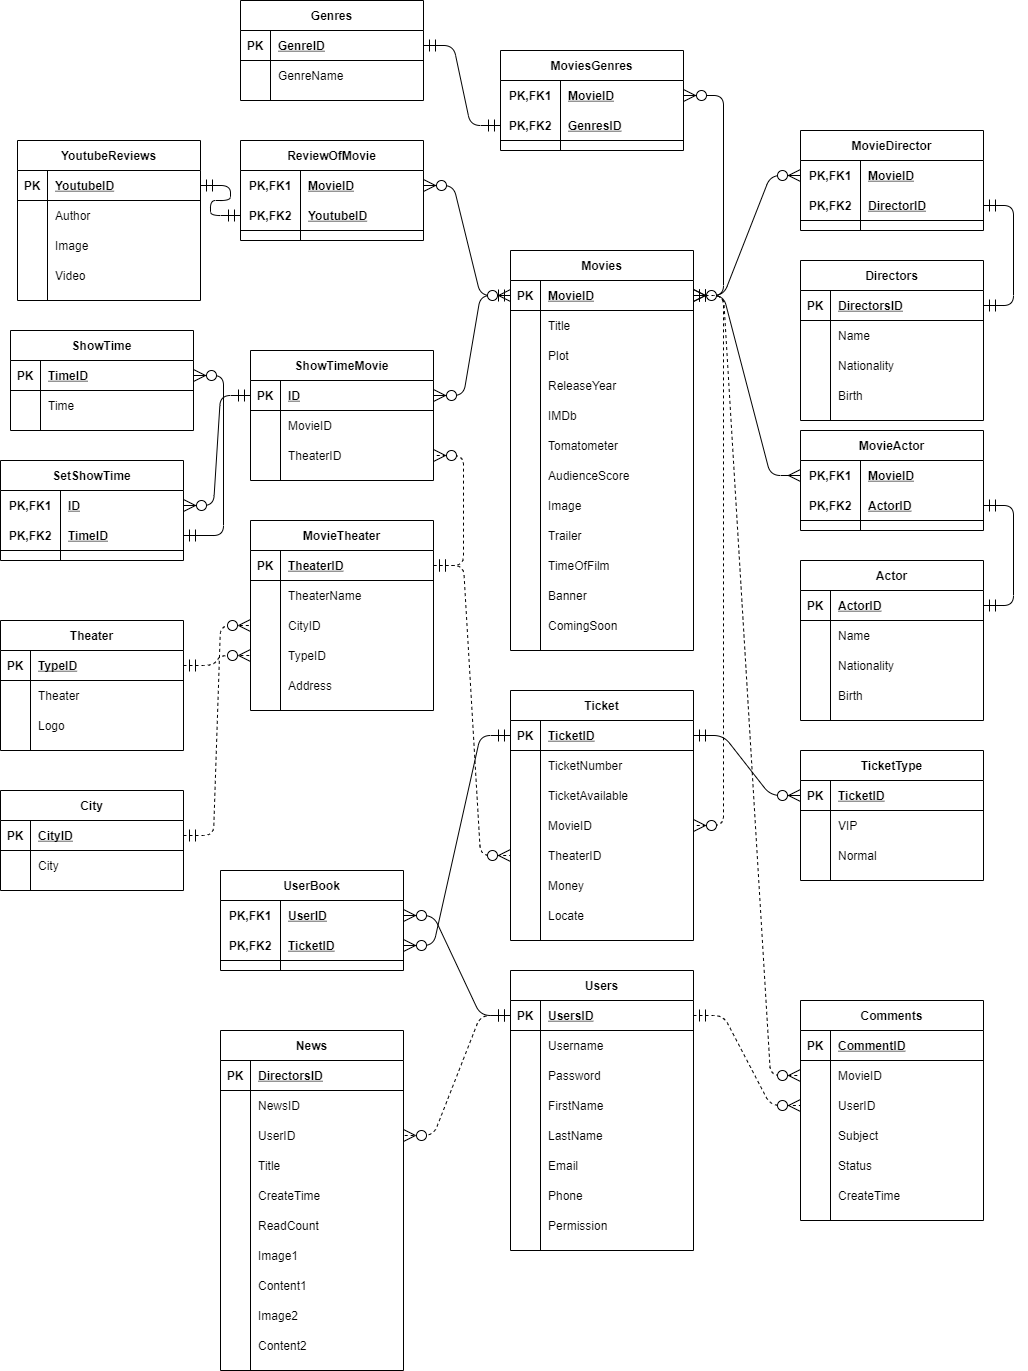 Genres
PK GenreID
GenreName
MoviesGenres
PK,FK1 MovieID
PK,FK2 GenresID
YoutubeReviews
PK YoutubeID
Author
Image
Video
ReviewOfMovie
PK,FK1 MovieID
PK,FK2 YoutubeID
MovieDirector
PK,FK1 MovieID
PK,FK2 DirectorID
Movies
PK MovieID
Title
Plot
ReleaseYear
IMDb
Tomatometer
AudienceScore
Image
Trailer
TimeOfFilm
Banner
ComingSoon
Directors
PK DirectorsID
Name
Nationality
Birth
ShowTime
PK TimeID
Time
ShowTimeMovie
PK ID
MovieID
TheaterID
MovieActor
PK,FK1 MovieID
PK,FK2 ActorID
SetShowTime
PK,FK1 ID
PK,FK2 TimeID
MovieTheater
PK TheaterID
TheaterName
CityID
TypeID
Address
Actor
PK ActorID
Name
Nationality
Birth
Theater
PK TypeID
Theater
Logo
Ticket
PK TicketID
TicketNumber
TicketAvailable
MovieID
TheaterID
Money
Locate
TicketType
PK TicketID
VIP
Normal
City
PK CityID
City
UserBook
PK,FK1 UserID
PK,FK2 TicketID
Users
PK UsersID
Username
Password
FirstName
LastName
Email
Phone
Permission
Comments
PK CommentID
MovieID
UserID
Subject
Status
CreateTime
News
PK DirectorsID
NewsID
UserID
Title
CreateTime
ReadCount
Image1
Content1
Image2
Content2